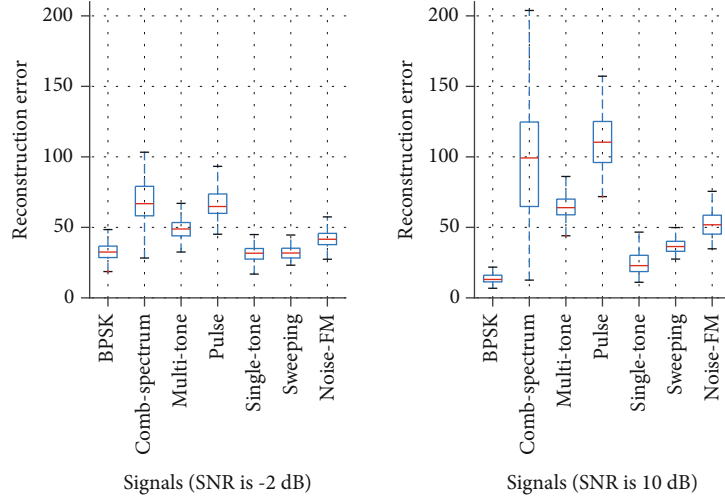 Reconstruction error
200
150
100
50
0
BPSK
Comb-spectrum
Multi-tone
Pulse
Single-tone
Sweeping
Noise-FM
Signals (SNR is -2 dB)
Reconstruction error
200
150
100
50
0
BPSK
Comb-spectrum
Multi-tone
Pulse
Single-tone
Sweeping
Noise-FM
Signals (SNR is 10 dB)